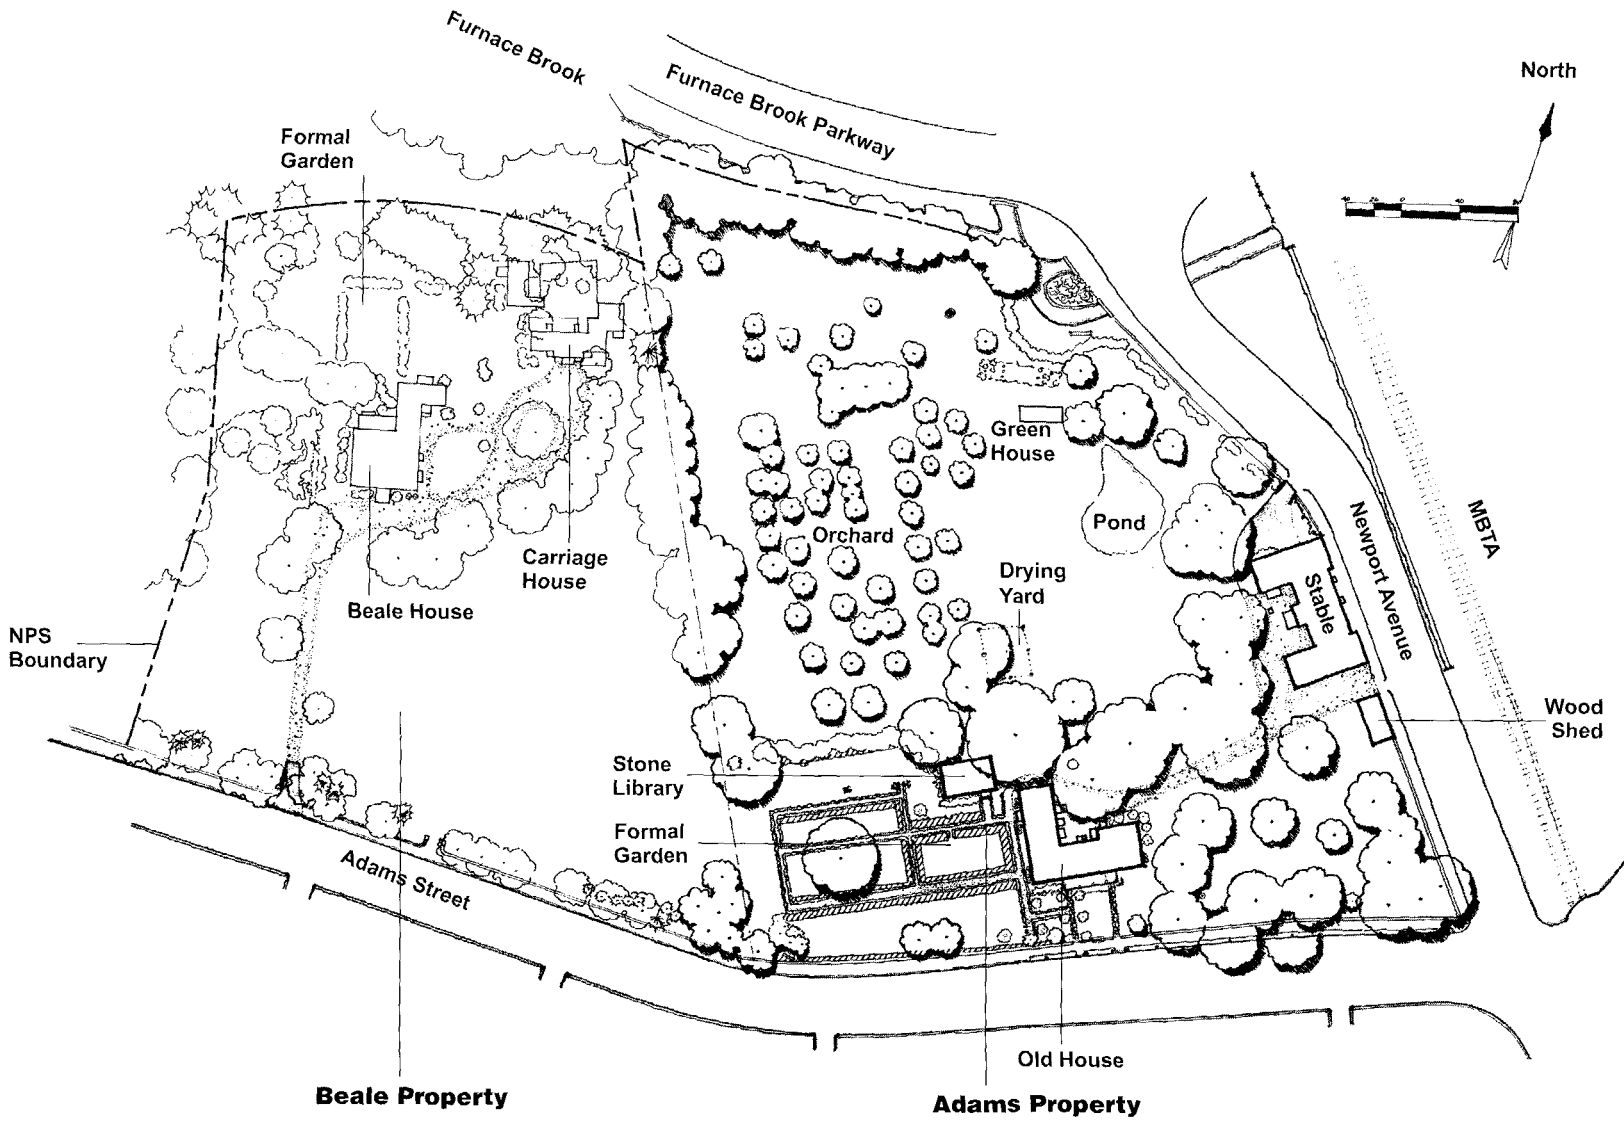 Furnace Brook
Furnace Brook Parkway
North
Formal
Garden
Green
House
Pond
Orchard
Newport Avenue
MBTA
Carriage
House
Drying
Yard
Stable
Beale House
NPS
Boundary
Wood
Shed
Stone
Library
Formal
Garden
Adams Street
Old House
Beale Property
Adams Property